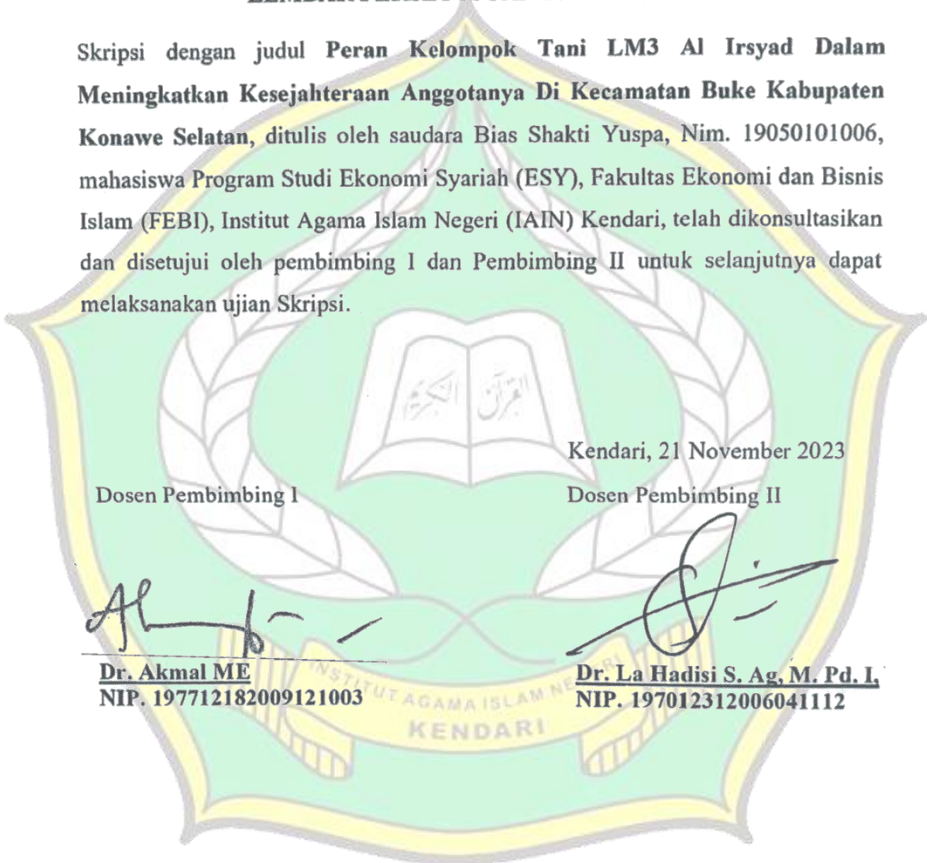 Skripsi dengan judul Peran Kelompok Tani LM3 Al Irsyad Dalam
Meningkatkan Kesejahteraan Anggotanya Di Kecamatan Buke Kabupaten
Konawe Selatan, ditulis oleh saudara Bias Shakti Yuspa, Nim. 19050101006,
mahasiswa Program Studi Ekonomi Syariah (ESY), Fakultas Ekonomi dan Bisnis
Islam (FEBI), Institut Agama Islam Negeri (IAIN) Kendari, telah dikonsultasikan
dan disetujui oleh pembimbing I dan Pembimbing II untuk selanjutnya dapat
melaksanakan ujian Skripsi.
القرآن الكريم
Kendari, 21 November 2023
Dosen Pembimbing I
Dosen Pembimbing II
Dr. Akmal ME
NIP. 197712182009121003
Dr. La Hadisi S. Ag, M. Pd. I,
NIP. 197012312006041112
INSTITUT AGAMA ISLAM NEGERI
KENDARI